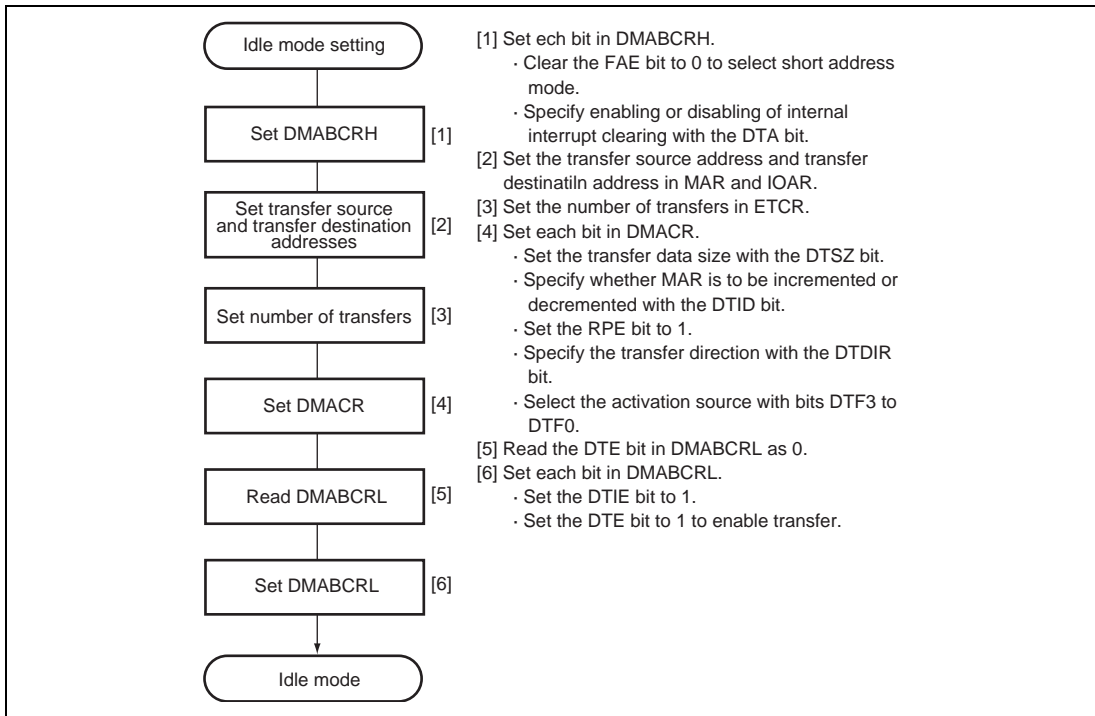 Idle mode setting
Set DMABCRH [1]
Set transfer source
and transfer destination
addresses
[2]
Set number of transfers [3]
Set DMACR [4]
Read DMABCRL [5]
Set DMABCRL [6]
Idle mode
[1] Set ech bit in DMABCRH.
· Clear the FAE bit to 0 to select short address
mode.
· Specify enabling or disabling of internal
interrupt clearing with the DTA bit.
[2] Set the transfer source address and transfer
destinatiln address in MAR and IOAR.
[3] Set the number of transfers in ETCR.
[4] Set each bit in DMACR.
· Set the transfer data size with the DTSZ bit.
· Specify whether MAR is to be incremented or
decremented with the DTID bit.
· Set the RPE bit to 1.
· Specify the transfer direction with the DTDIR
bit.
· Select the activation source with bits DTF3 to
DTF0.
[5] Read the DTE bit in DMABCRL as 0.
[6] Set each bit in DMABCRL.
· Set the DTIE bit to 1.
· Set the DTE bit to 1 to enable transfer.